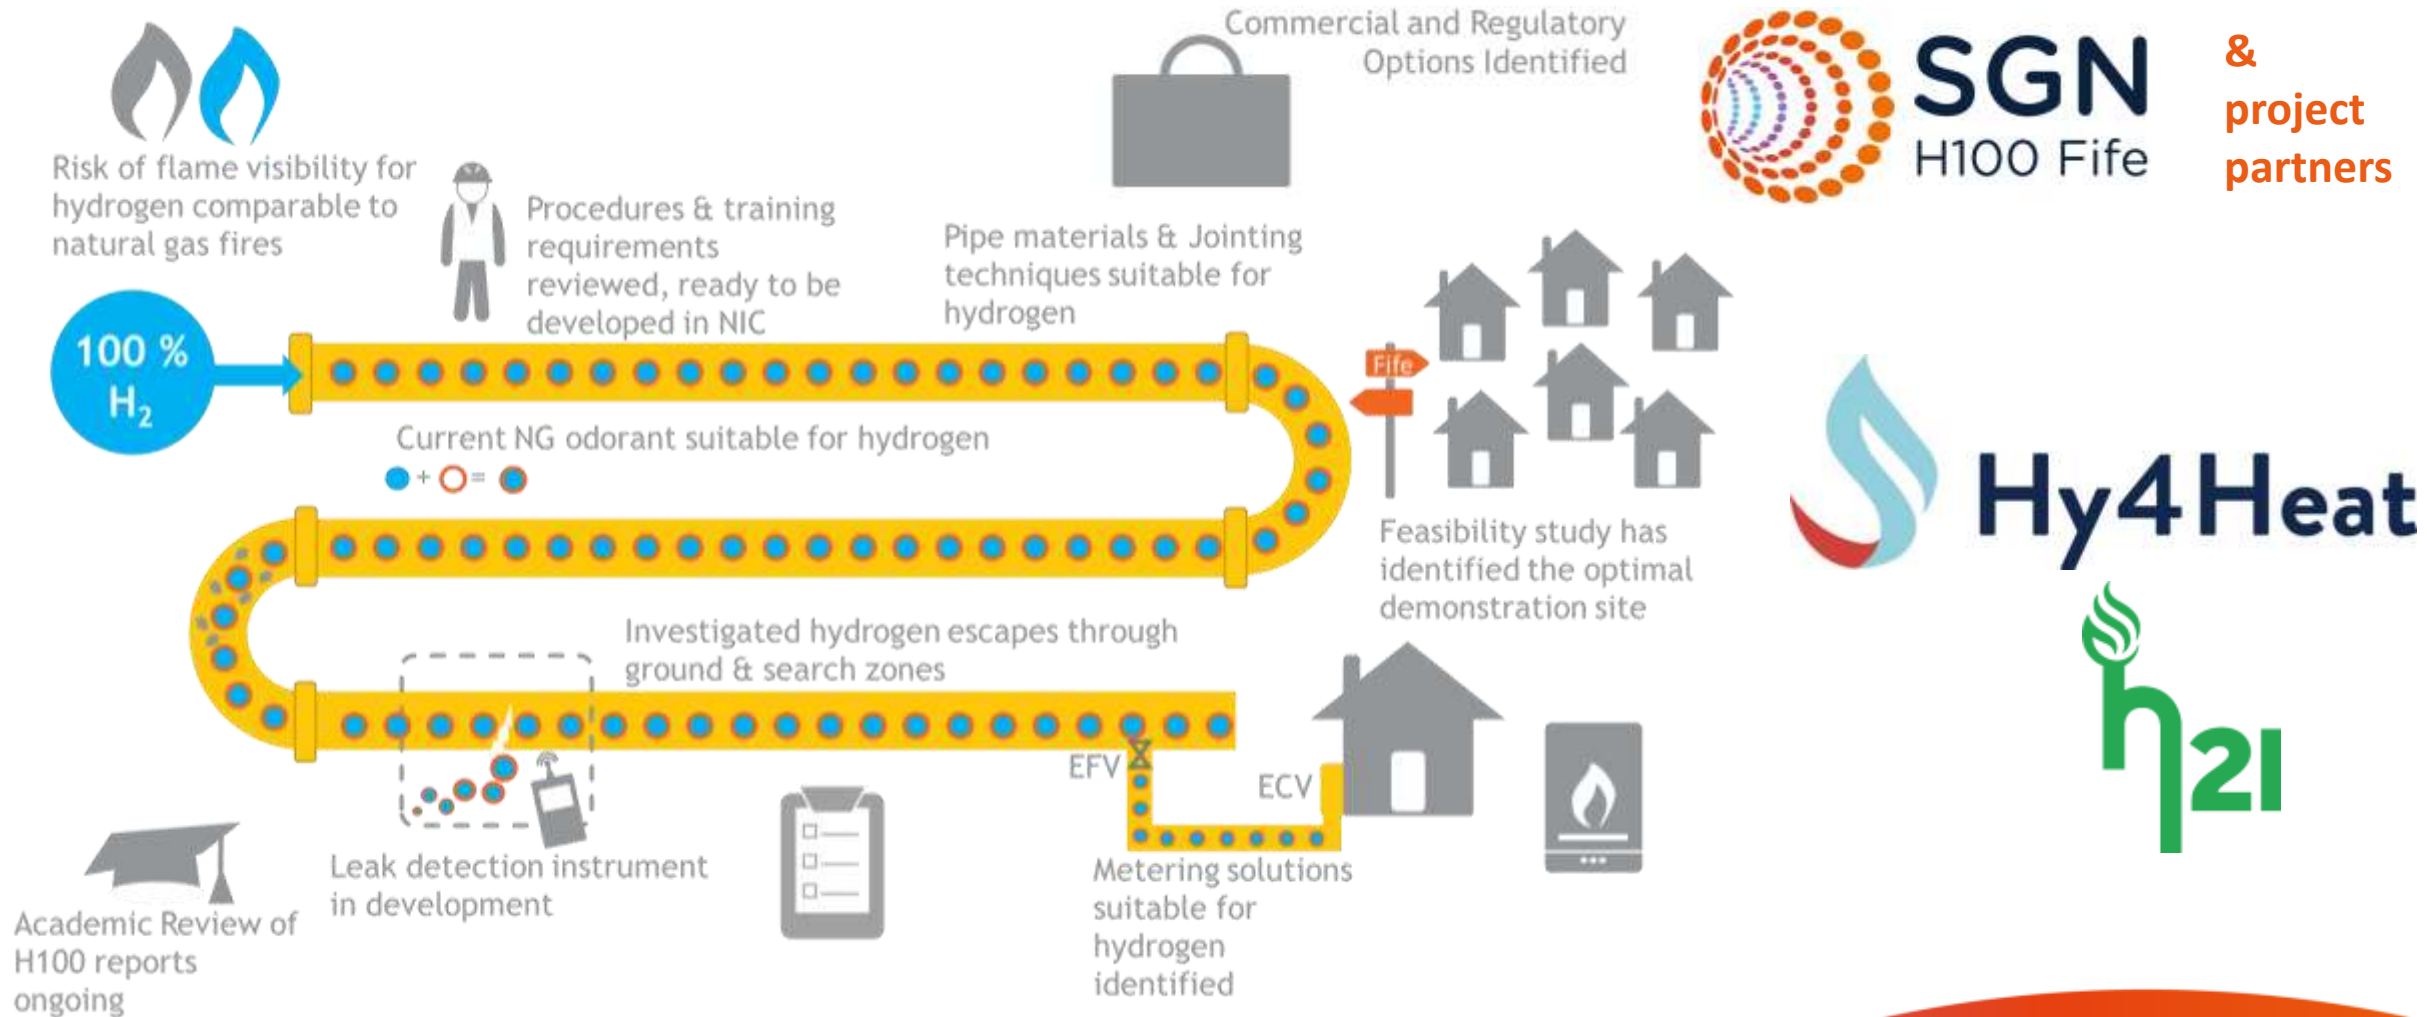 Commercial and Regulatory
Options Identified
SGN
H100 Fife
&
project
partners
Risk of flame visibility for
hydrogen comparable to
natural gas fires
Procedures & training
requirements
reviewed, ready to be
developed in NIC
Pipe materials & Jointing
techniques suitable for
hydrogen
100 %
H₂
Fife
Current NG odorant suitable for hydrogen
+ =
Hy4Heat
Feasibility study has
identified the optimal
demonstration site
Investigated hydrogen escapes through
ground & search zones
h21
EFV
ECV
Leak detection instrument
in development
Metering solutions
suitable for
hydrogen
identified
Academic Review of
H100 reports
ongoing